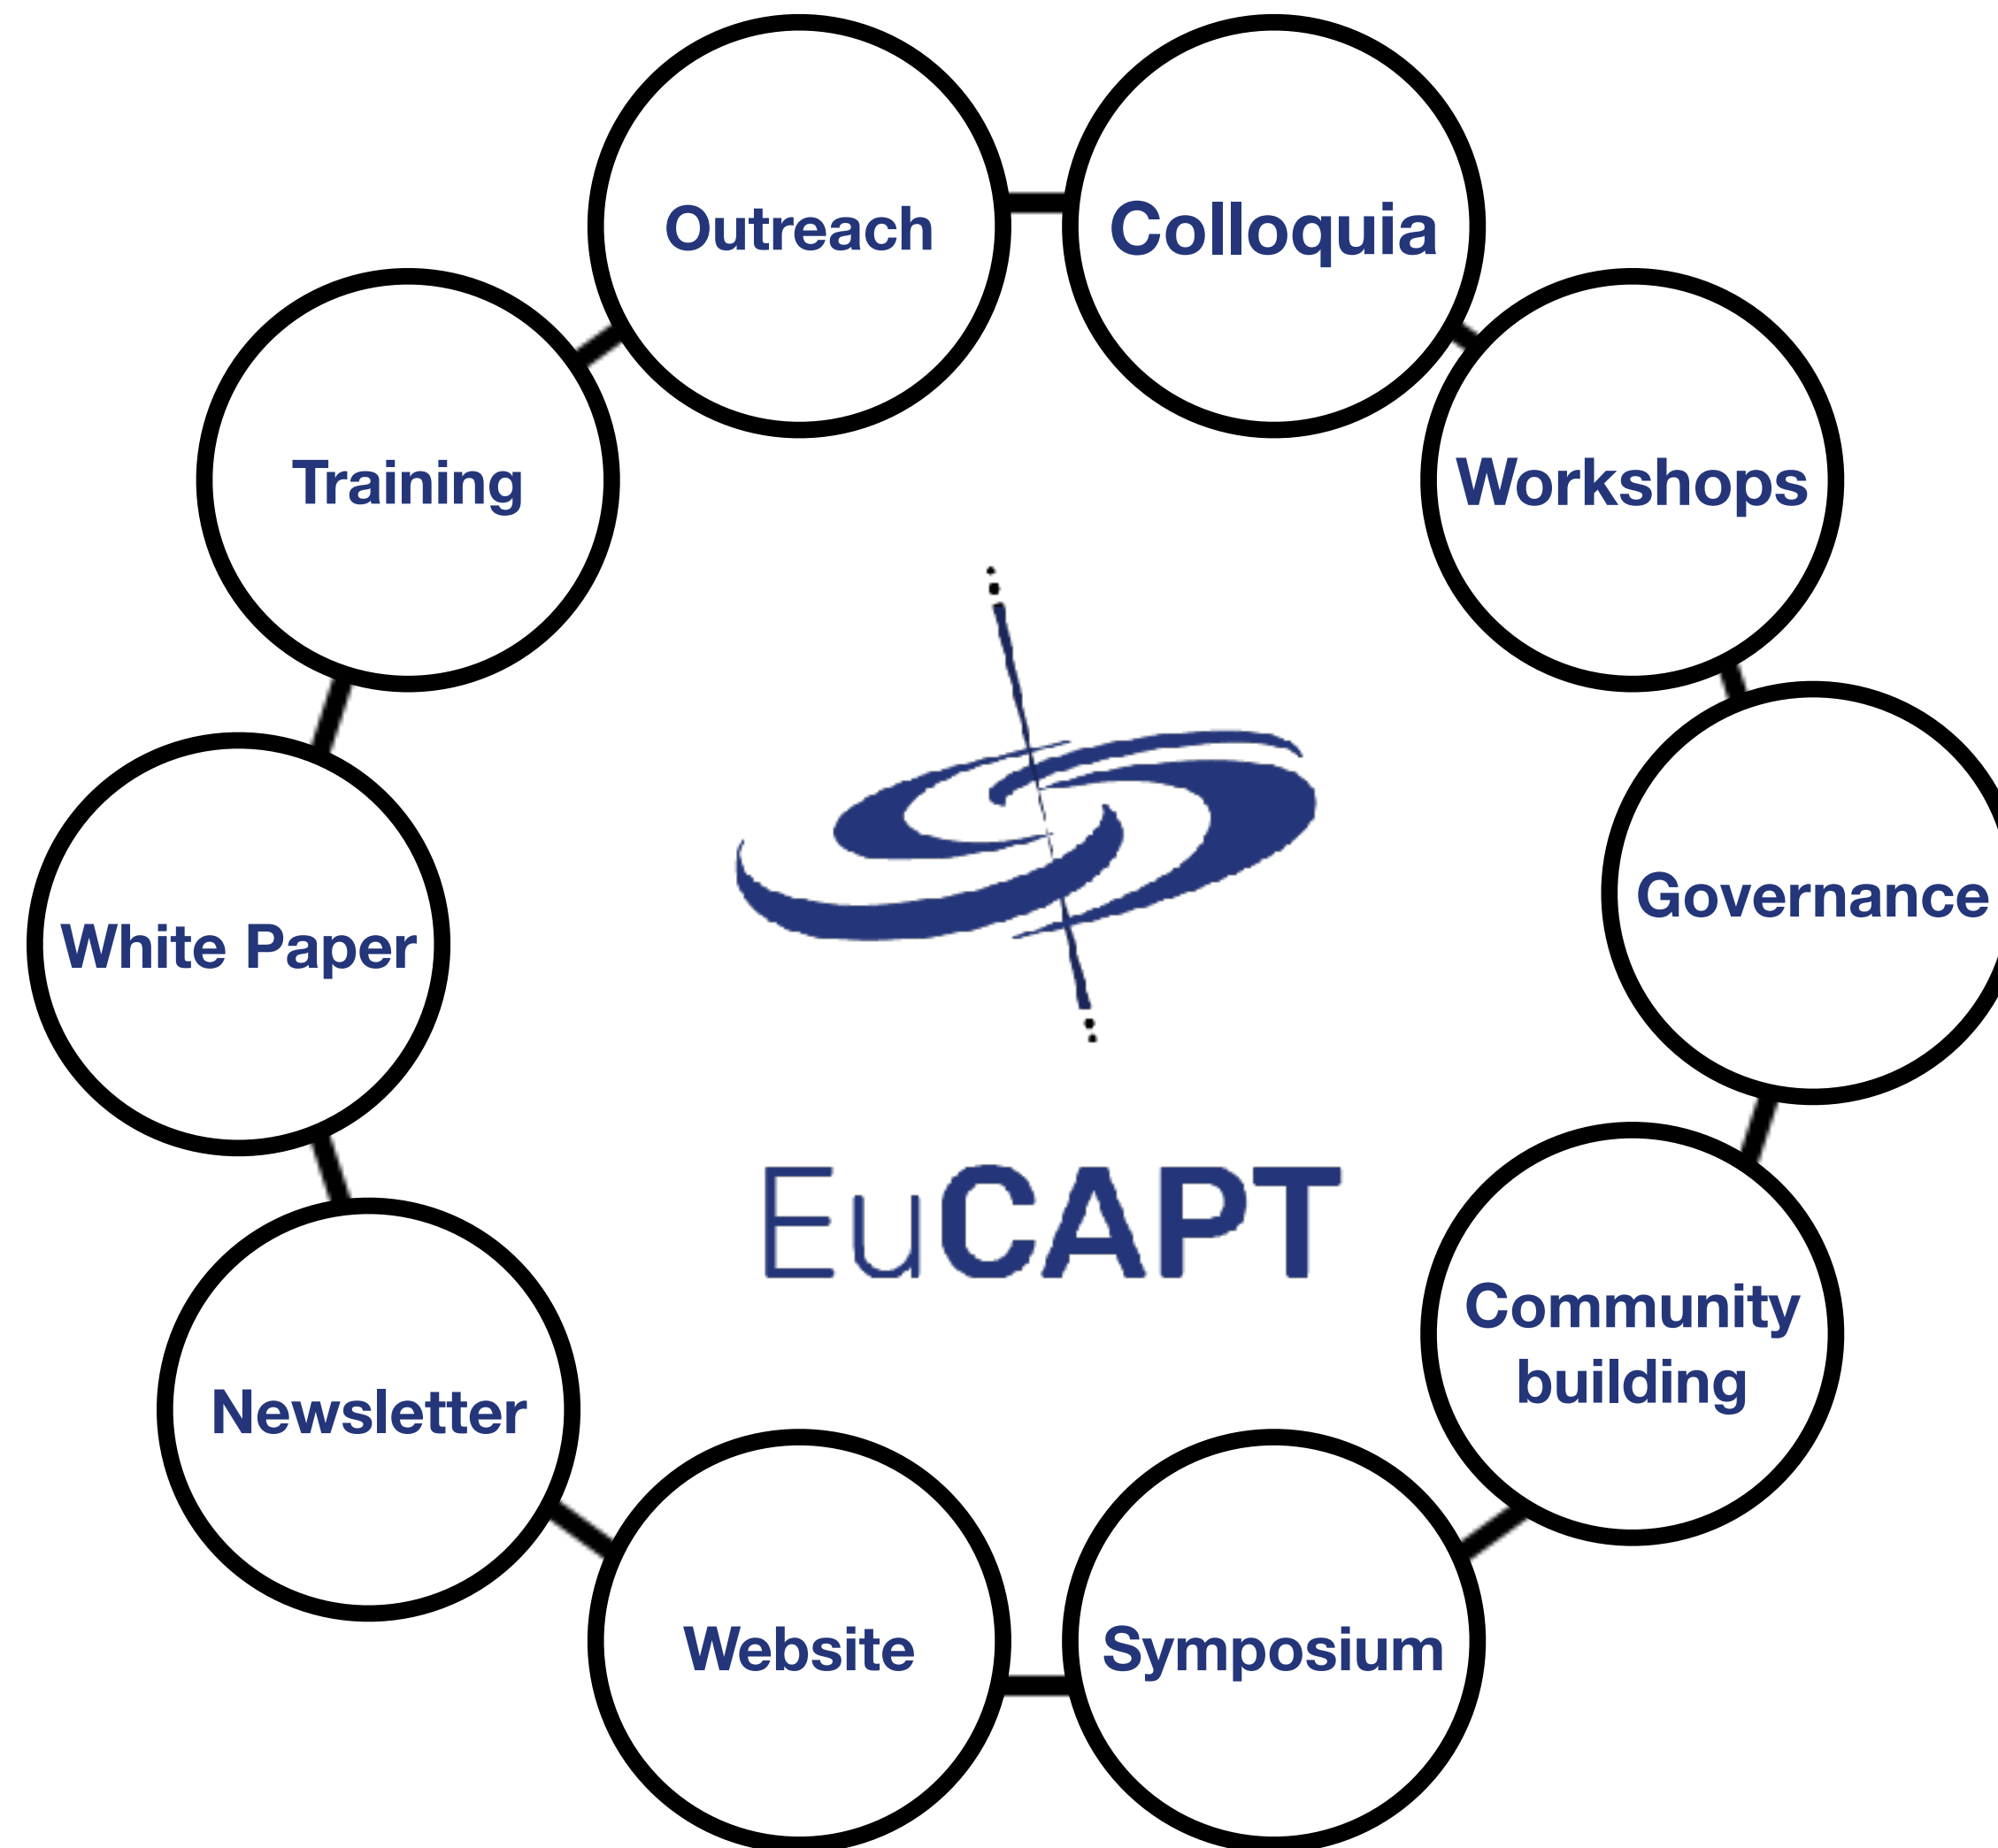 Outreach
Colloquia
Training
Workshops
White Paper
Governance
EuCAPT
Community
building
Newsletter
Website
Symposium